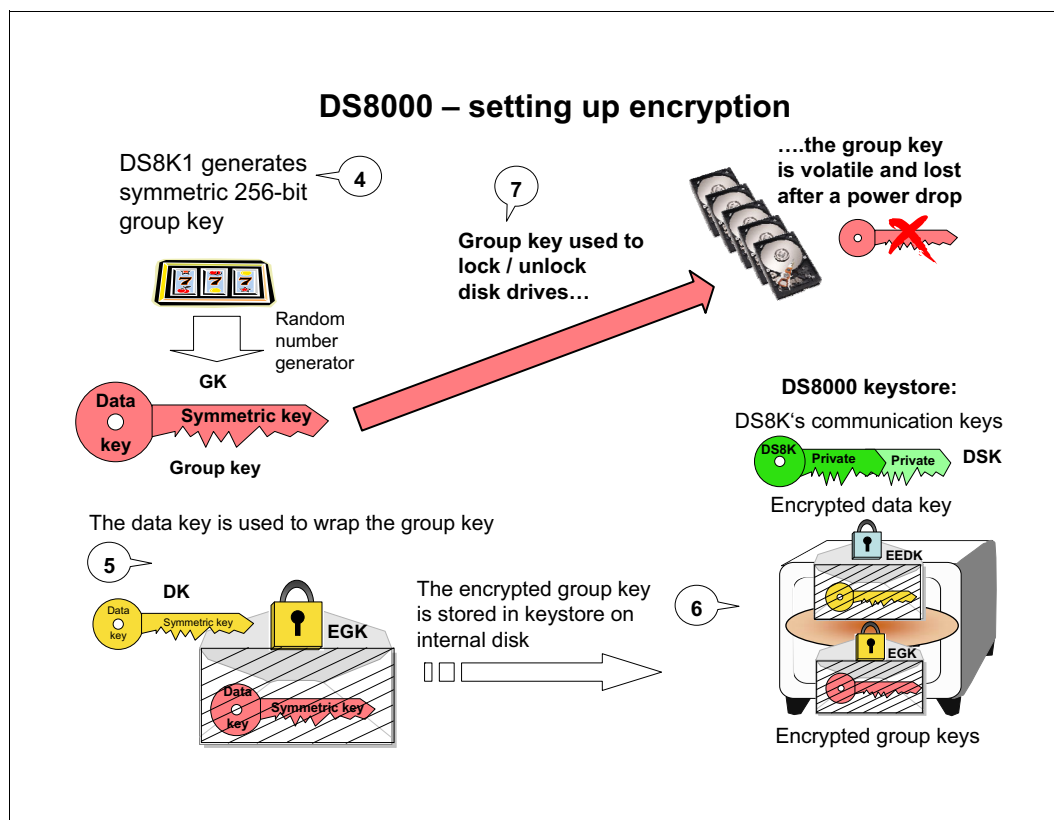 DS8000 – setting up encryption
DS8K1 generates
symmetric 256-bit
group key
4
7
Group key used to
lock / unlock
disk drives…
….the group key
is volatile and lost
after a power drop
7 7 7
Random
number
generator
GK
Data
key
Symmetric key
Group key
DS8000 keystore:
DS8K‘s communication keys
DS8K
Private
Private
DSK
Encrypted data key
EEDK
EGK
Encrypted group keys
The data key is used to wrap the group key
5
DK
Data
key
Symmetric key
EGK
Data
key
Symmetric key
The encrypted group key
is stored in keystore on
internal disk
6